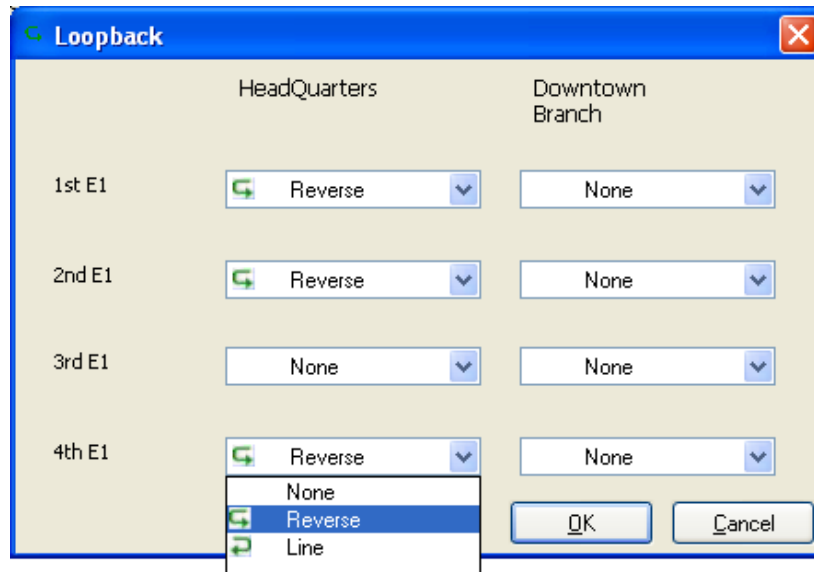 Loopback
HeadQuarters
Downtown
Branch
1st E1
Reverse
None
2nd E1
Reverse
None
3rd E1
None
None
4th E1
Reverse
None
None
Reverse
Line
OK
Cancel